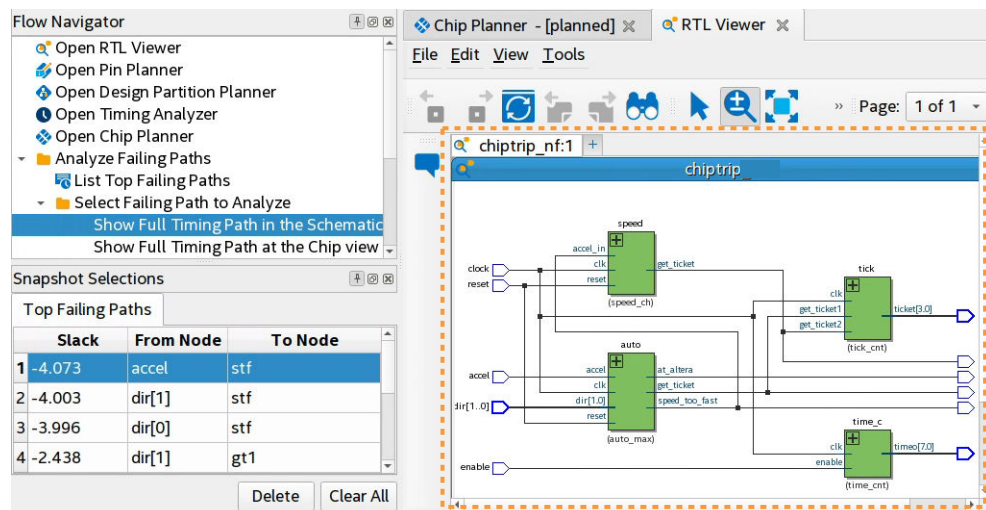 Flow Navigator
Open RTL Viewer
Open Pin Planner
Open Design Partition Planner
Open Timing Analyzer
Open Chip Planner
Analyze Failing Paths
List Top Failing Paths
Select Failing Path to Analyze
Show Full Timing Path in the Schematic
Show Full Timing Path at the Chip view
Snapshot Selections
Top Failing Paths
Slack From Node To Node
1 -4.073 accel stf
2 -4.003 dir[1] stf
3 -3.996 dir[0] stf
4 -2.438 dir[1] gt1
Delete Clear All
Chip Planner - [planned] RTL Viewer
File Edit View Tools
» Page: 1 of 1
chiptrip_nf:1 +
chiptrip_
speed
accel_in
clk
reset
get_ticket
(speed_ch)
clock
reset
tick
clk
get_ticket1
get_ticket2
ticket[3.0]
(tick_cnt)
auto
accel
clk
dir[1.0]
reset
at_altera
get_ticket
speed_too_fast
(auto_max)
accel
dir[1..0]
enable
time_c
clk
enable
timeo[7.0]
(time_cnt)